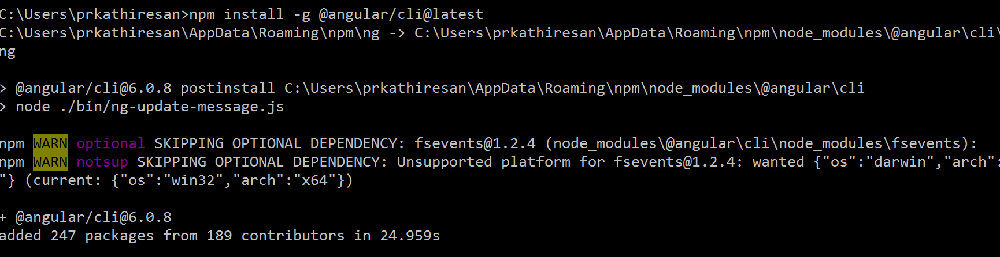 C:\Users\prkathiresan>npm install -g @angular/cli@latest
C:\Users\prkathiresan\AppData\Roaming\npm\ng -> C:\Users\prkathiresan\AppData\Roaming\npm\node_modules\@angular\cli\
ng
> @angular/cli@6.0.8 postinstall C:\Users\prkathiresan\AppData\Roaming\npm\node_modules\@angular\cli
> node ./bin/ng-update-message.js
npm WARN optional SKIPPING OPTIONAL DEPENDENCY: fsevents@1.2.4 (node_modules\@angular\cli\node_modules\fsevents):
npm WARN notsup SKIPPING OPTIONAL DEPENDENCY: Unsupported platform for fsevents@1.2.4: wanted {"os":"darwin","arch":
"} (current: {"os":"win32","arch":"x64"})
+ @angular/cli@6.0.8
added 247 packages from 189 contributors in 24.959s